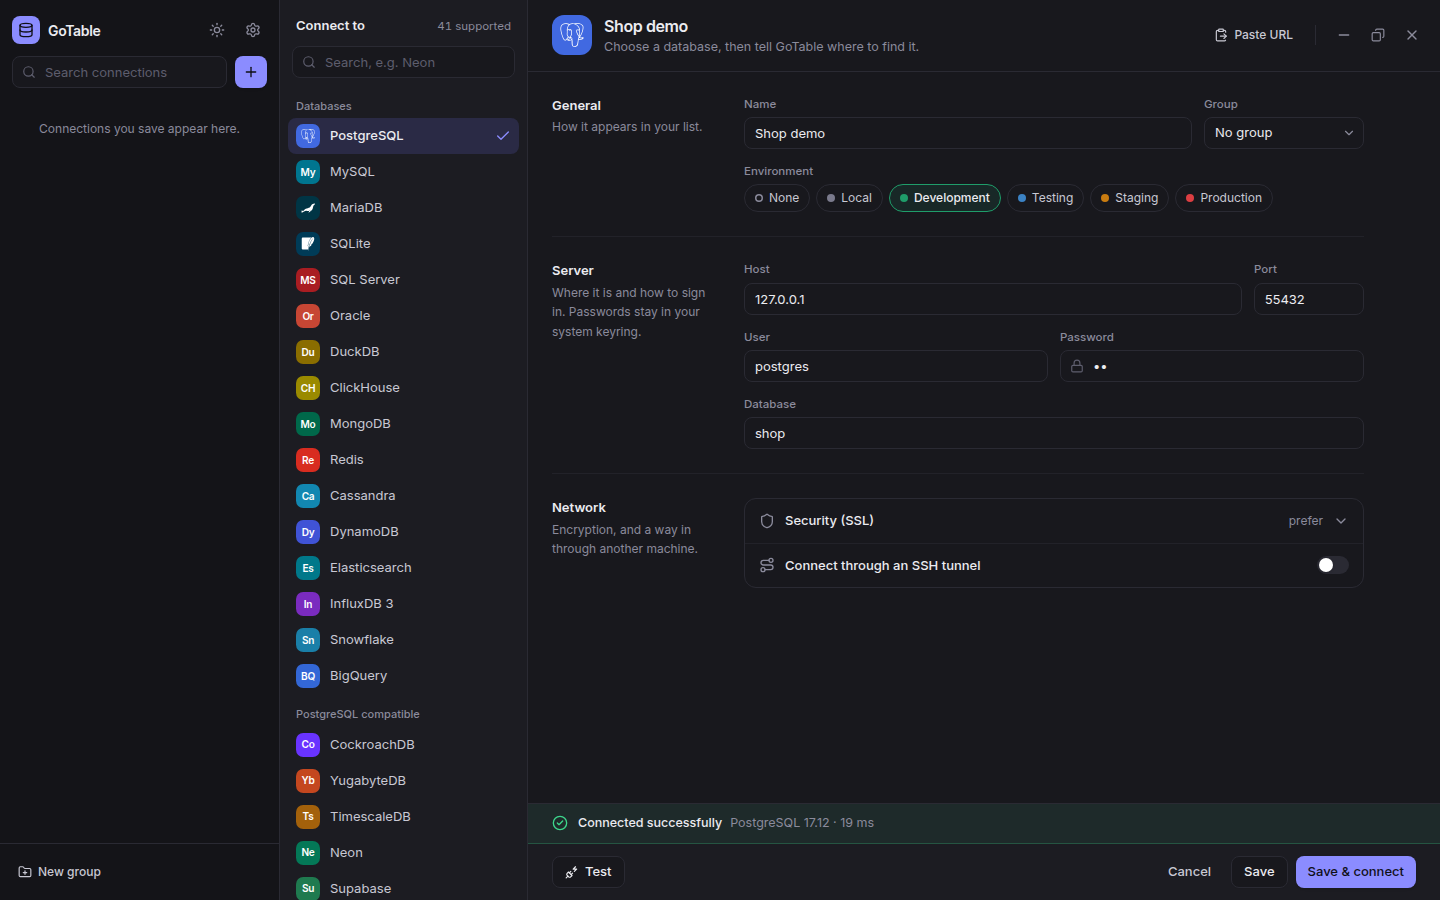 GoTable
Search connections
Connections you save appear here.
New group
Connect to
41 supported
Search, e.g. Neon
Databases
PostgreSQL
My MySQL
MariaDB
SQLite
MS SQL Server
Or Oracle
Du DuckDB
CH ClickHouse
Mo MongoDB
Re Redis
Ca Cassandra
Dy DynamoDB
Es Elasticsearch
In InfluxDB 3
Sn Snowflake
BQ BigQuery
PostgreSQL compatible
Co CockroachDB
Yb YugabyteDB
Ts TimescaleDB
Ne Neon
Su Supabase
Shop demo
Choose a database, then tell GoTable where to find it.
Paste URL
General
How it appears in your list.
Name
Shop demo
Group
No group
Environment
None Local Development Testing Staging Production
Server
Where it is and how to sign
in. Passwords stay in your
system keyring.
Host
127.0.0.1
Port
55432
User
postgres
Password
••
Database
shop
Network
Encryption, and a way in
through another machine.
Security (SSL) prefer
Connect through an SSH tunnel
Connected successfully PostgreSQL 17.12 · 19 ms
Test
Cancel
Save
Save & connect